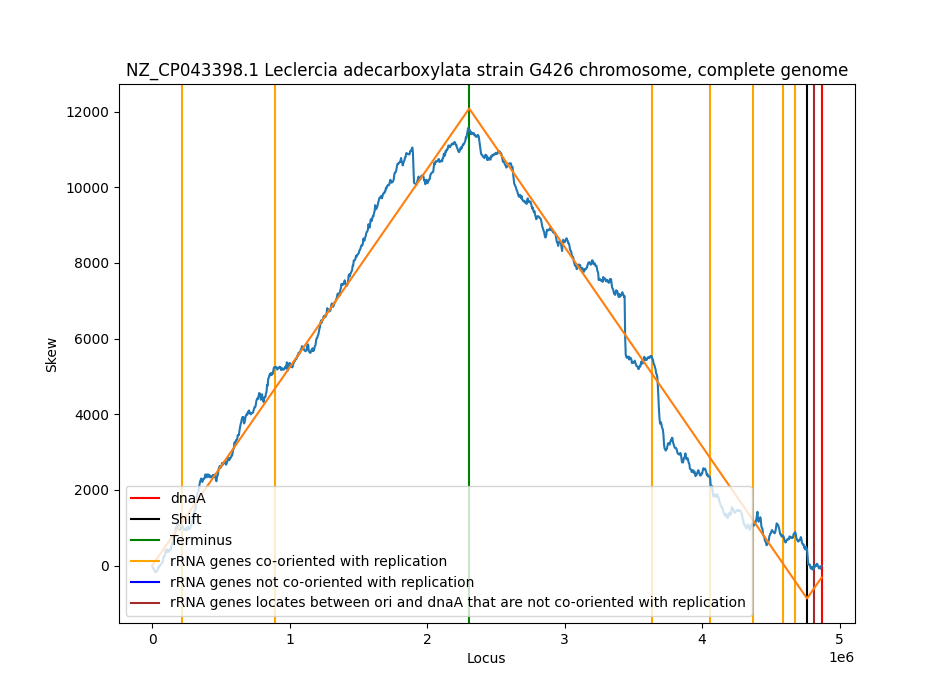 NZ_CP043398.1 Leclercia adecarboxylata strain G426 chromosome, complete genome
12000
10000
8000
6000
4000
2000
0
Skew
dnaA
Shift
Terminus
rRNA genes co-oriented with replication
rRNA genes not co-oriented with replication
rRNA genes locates between ori and dnaA that are not co-oriented with replication
0 1 2 3 4 5
1e6
Locus